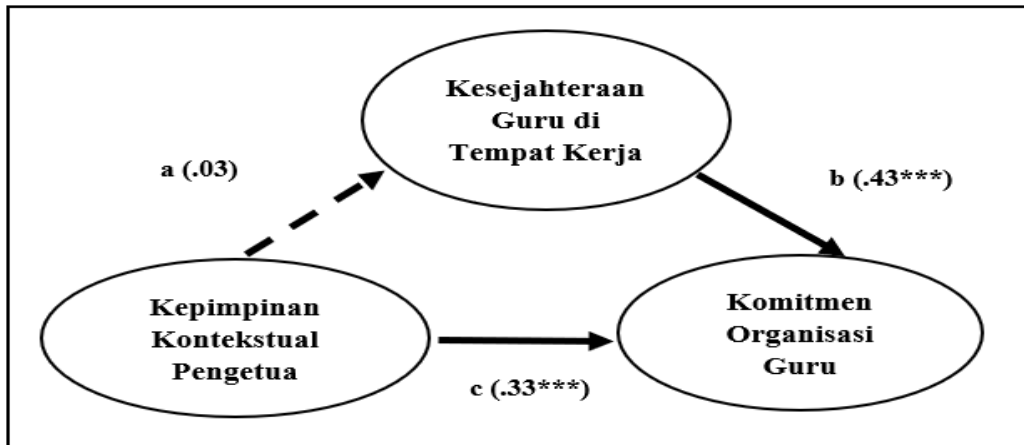 Kesejahteraan
Guru di
Tempat Kerja
a (.03)
b (.43***)
Kepimpinan
Kontekstual
Pengetua
Komitmen
Organisasi
Guru
c (.33***)